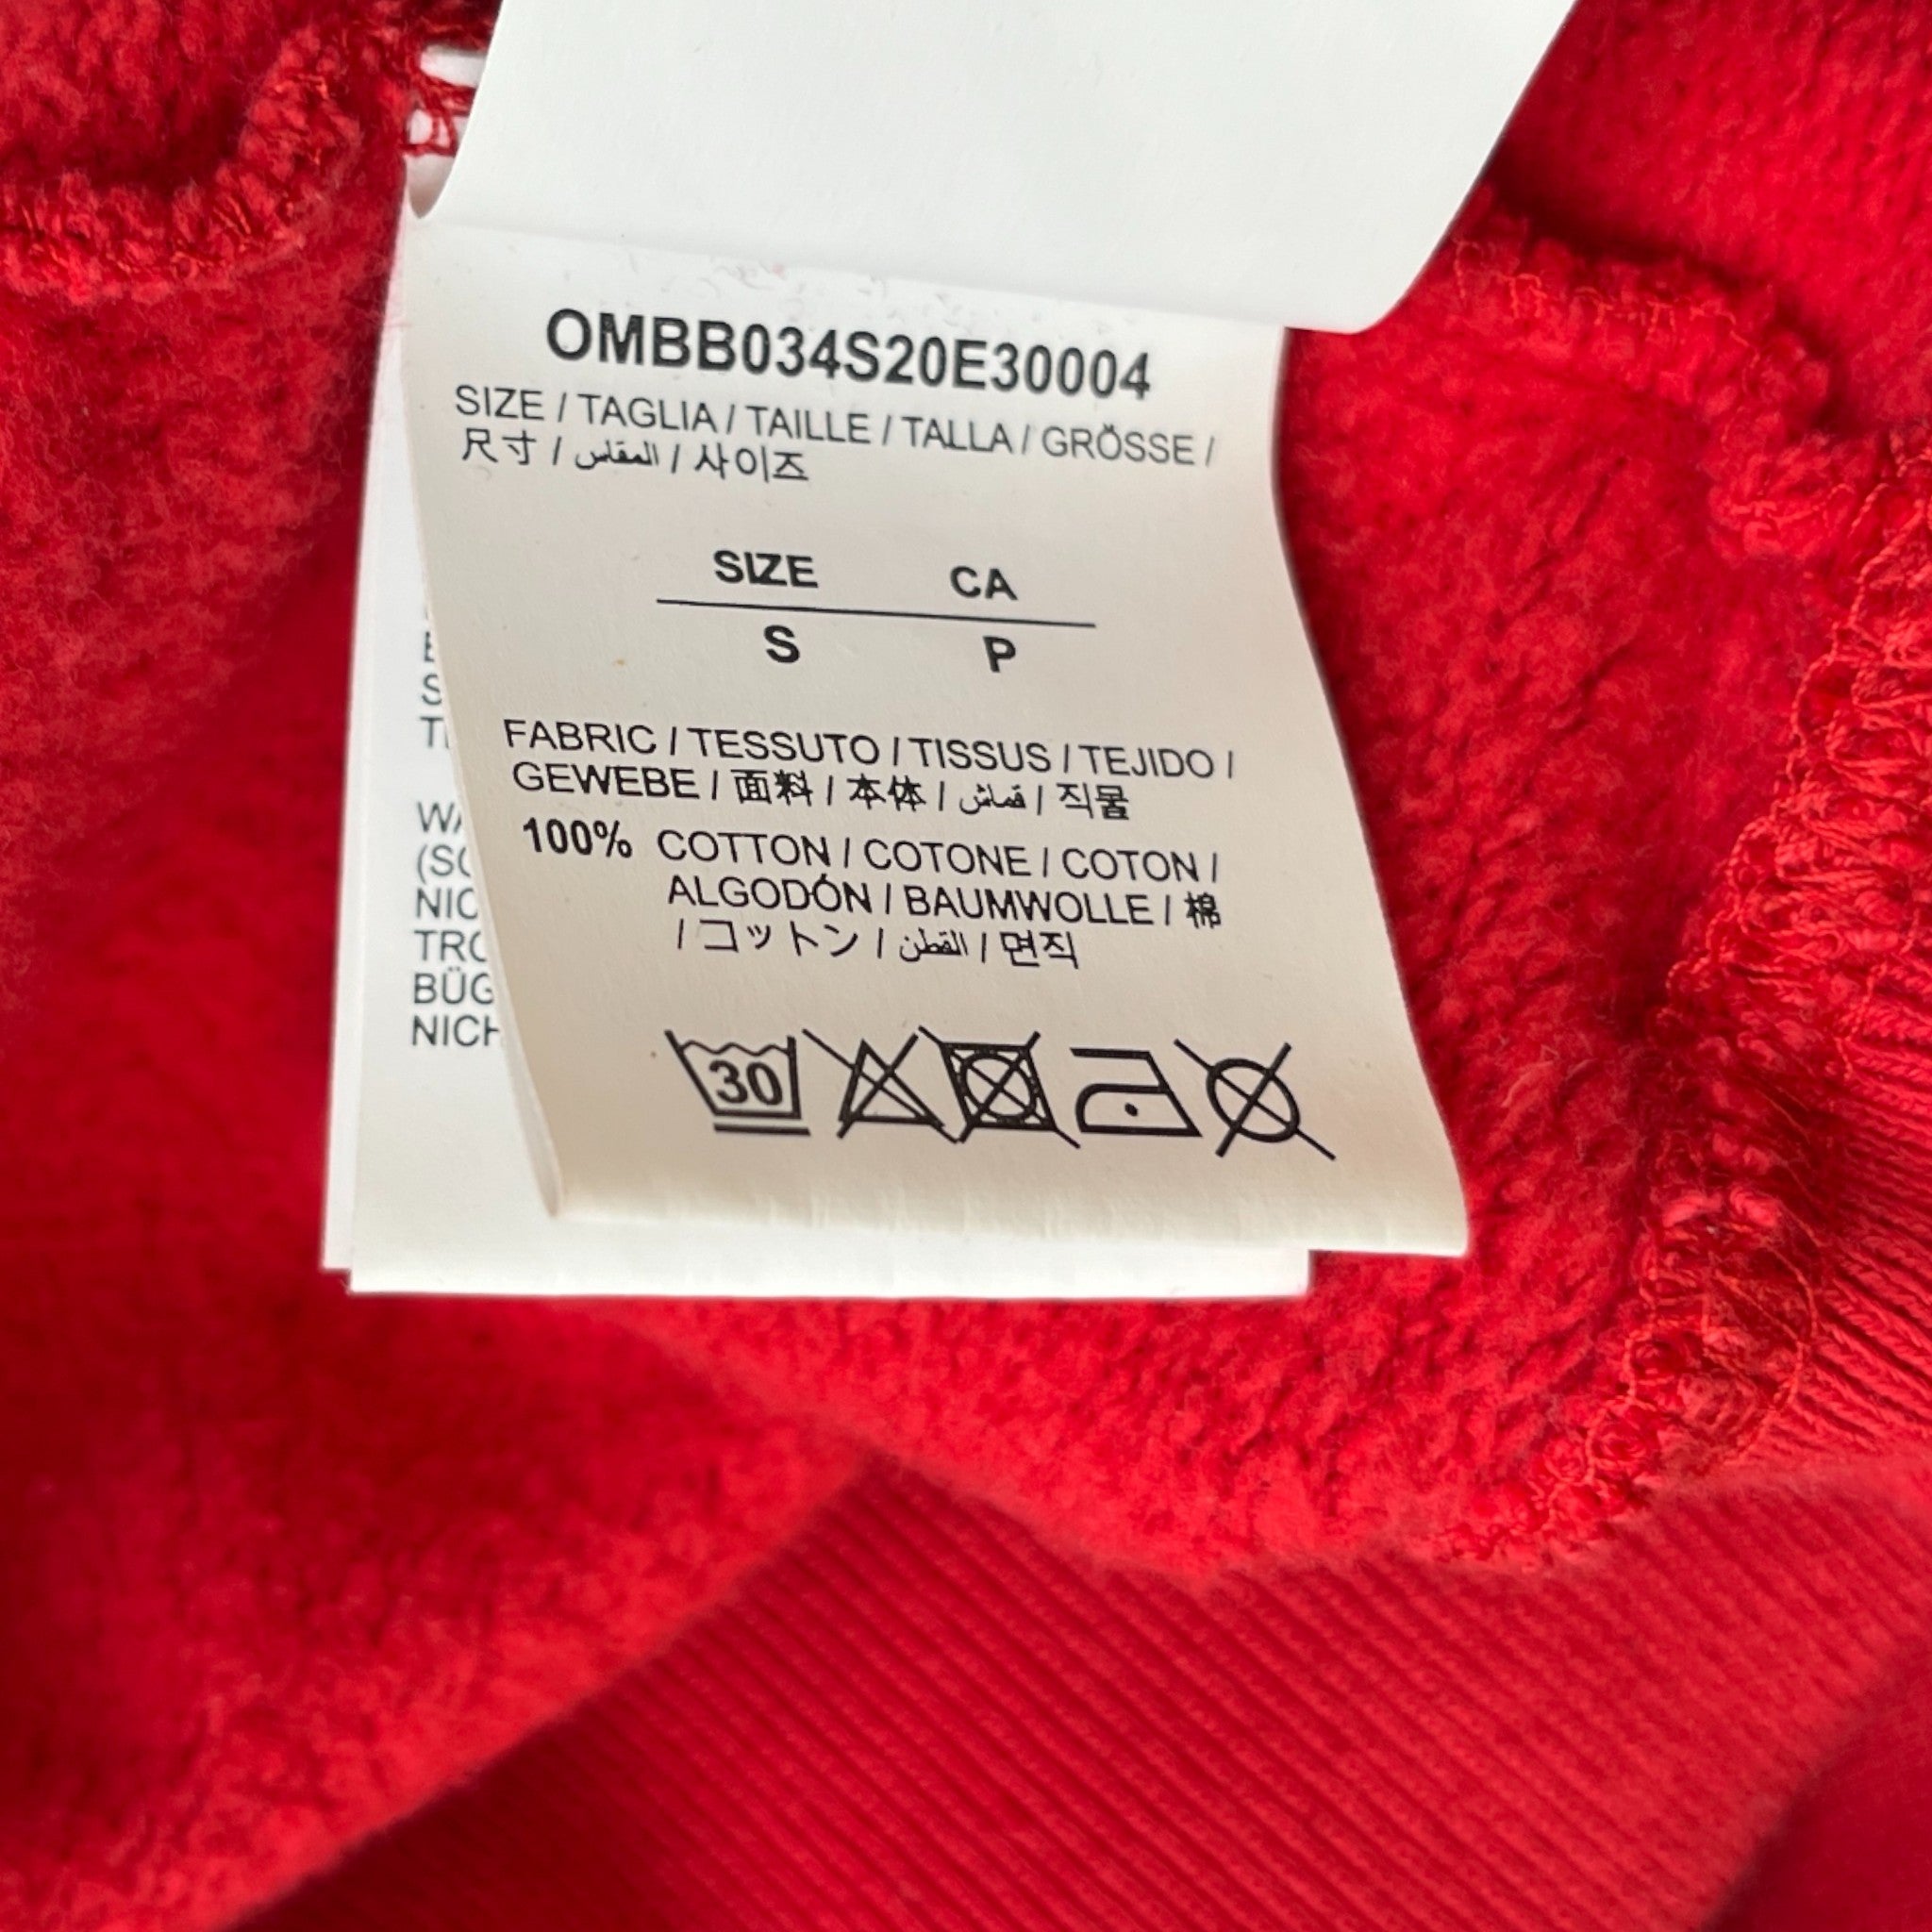 OMBB034S20E30004
SIZE / TAGLIA / TAILLE / TALLA / GRÖSSE /
尺寸 / المقاس / 사이즈
SIZE CA
S P
FABRIC / TESSUTO / TISSUS / TEJIDO /
GEWEBE / 面料 / 本体 / قماش / 직물
100% COTTON / COTONE / COTON /
ALGODÓN / BAUMWOLLE / 棉
/ コットン / القطن / 면직
30